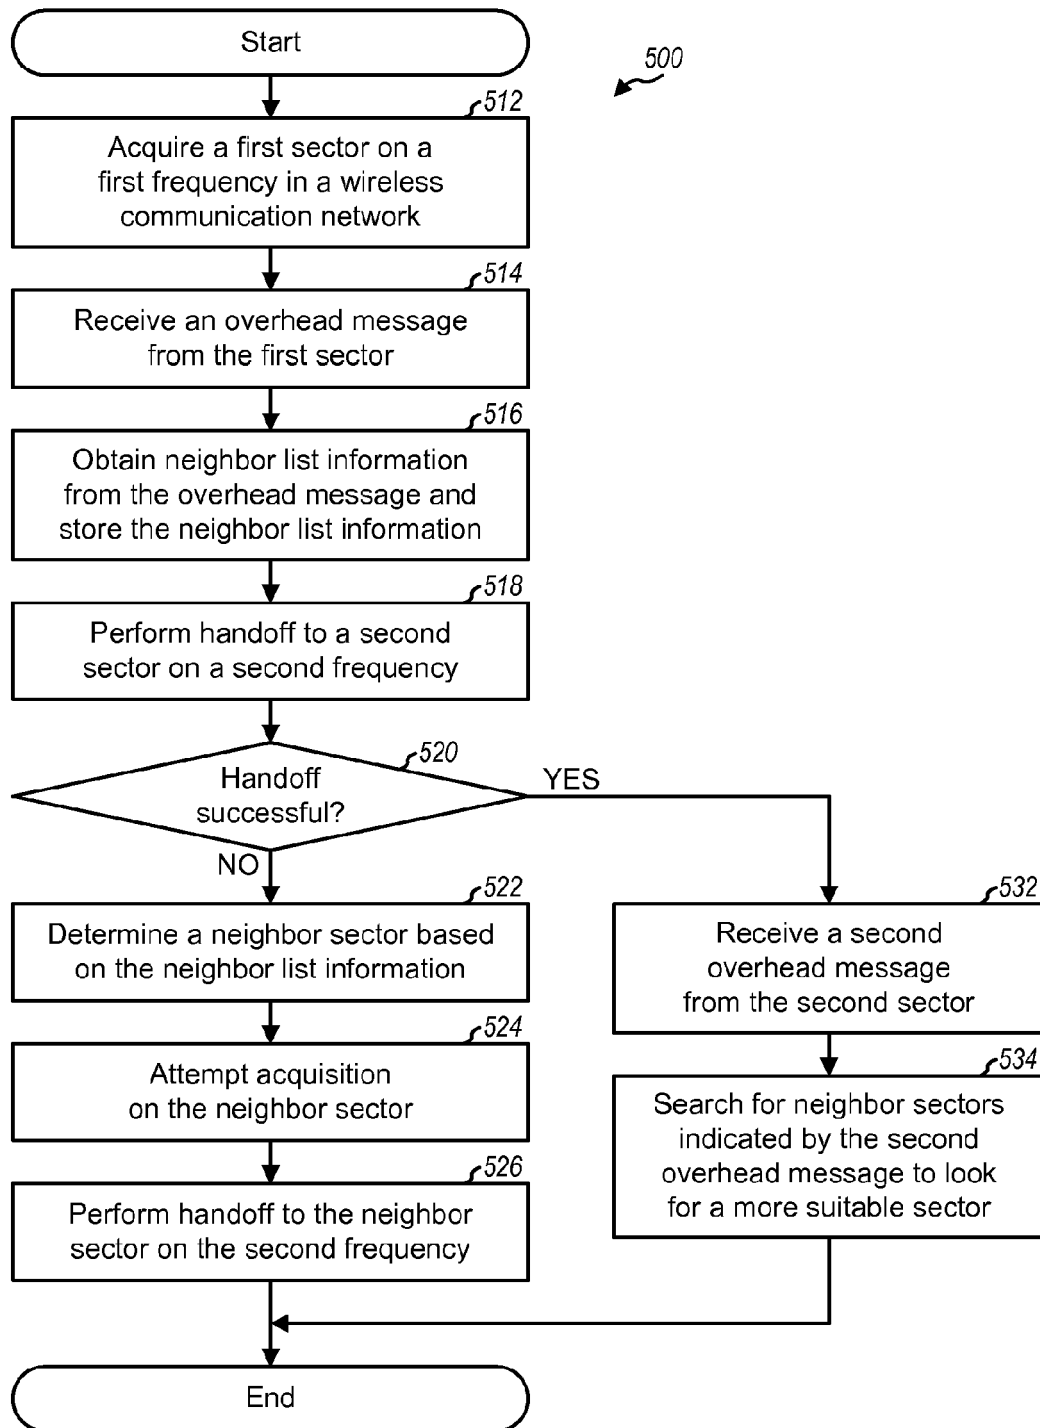 Start
500
512
Acquire a first sector on a
first frequency in a wireless
communication network
514
Receive an overhead message
from the first sector
516
Obtain neighbor list information
from the overhead message and
store the neighbor list information
518
Perform handoff to a second
sector on a second frequency
520
Handoff
successful?
YES
NO
522
Determine a neighbor sector based
on the neighbor list information
524
Attempt acquisition
on the neighbor sector
526
Perform handoff to the neighbor
sector on the second frequency
532
Receive a second
overhead message
from the second sector
534
Search for neighbor sectors
indicated by the second
overhead message to look
for a more suitable sector
End